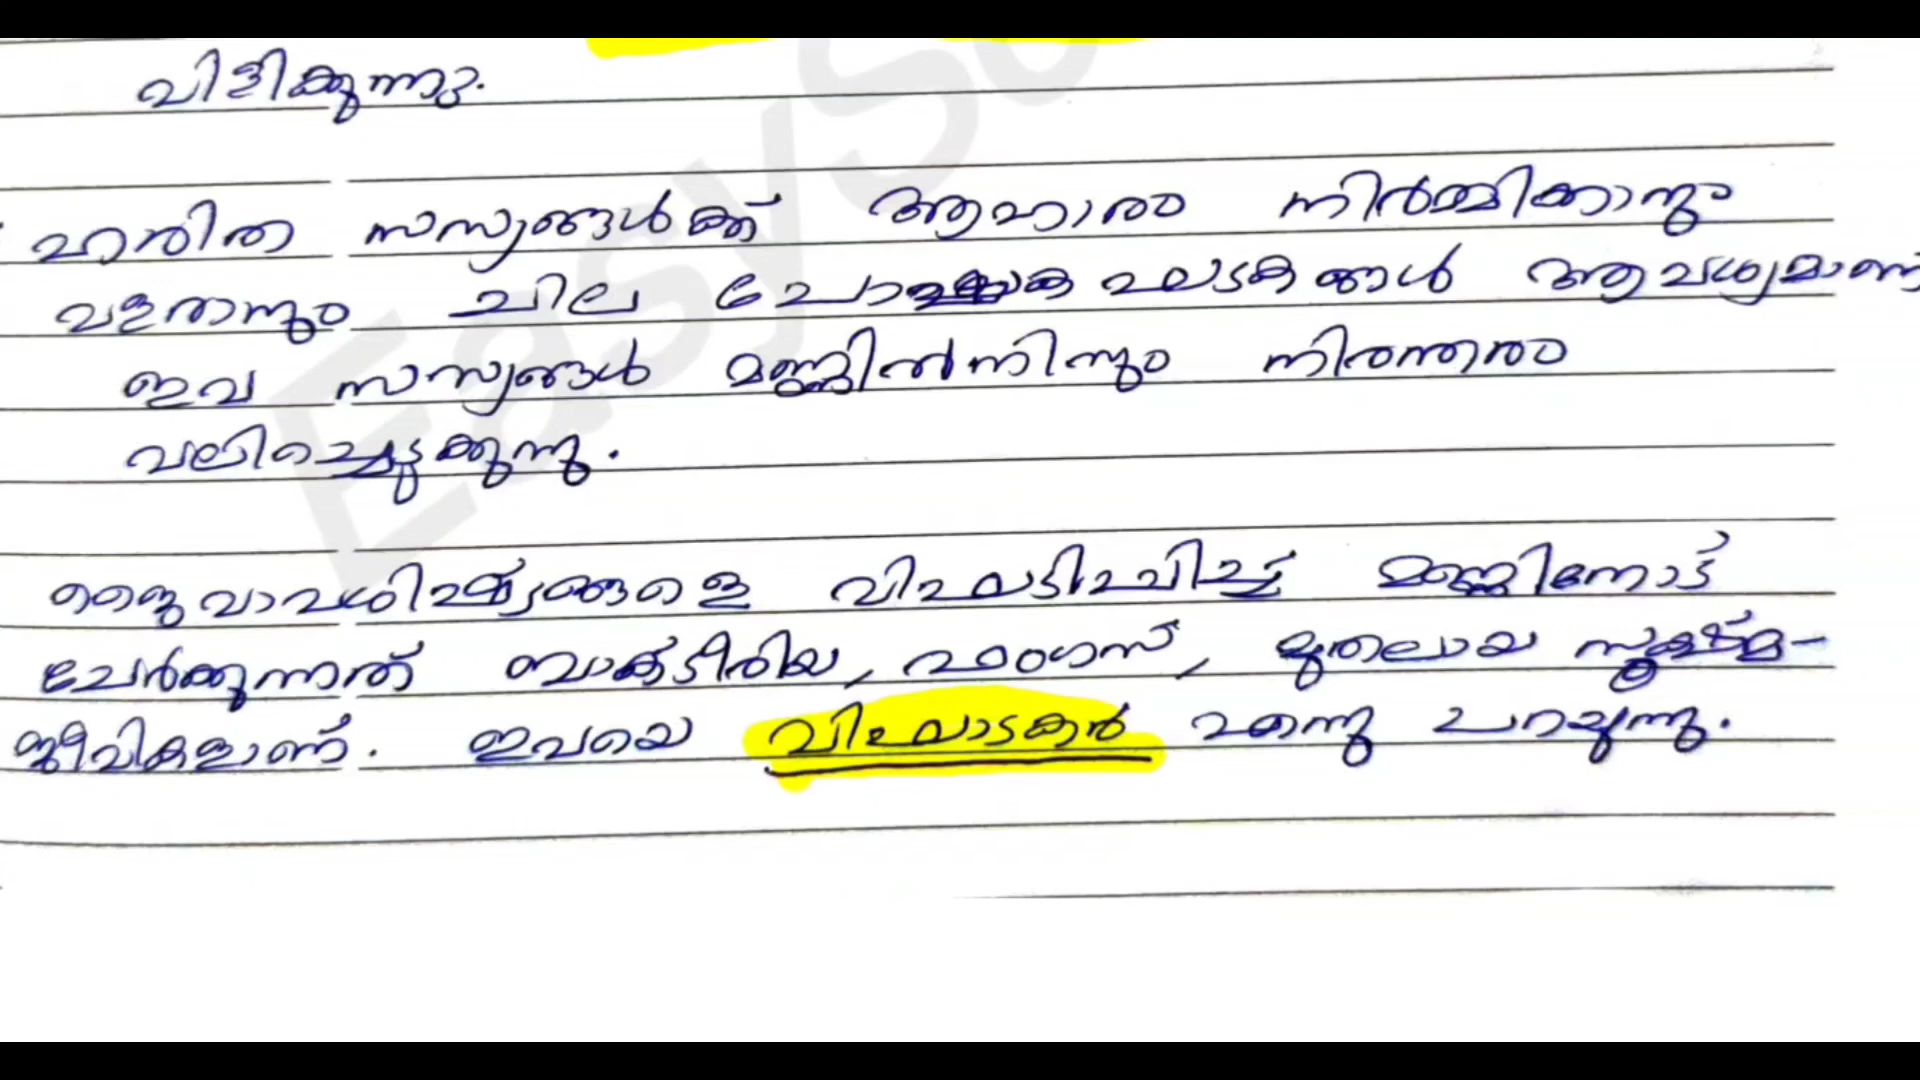 വിളിക്കുന്നു.
ഹരിത സസ്യങ്ങൾക്ക് ആഹാരം നിർമ്മിക്കാനും
വളരാനും ചില പോഷക ഘടകങ്ങൾ ആവശ്യമാണ്
ഇവ സസ്യങ്ങൾ മണ്ണിൽനിന്നും നിരന്തരം
വലിച്ചെടുക്കുന്നു.
ജൈവാവശിഷ്ടങ്ങളെ വിഘടിപ്പിച്ച് മണ്ണിനോട്
ചേർക്കുന്നത് ബാക്ടീരിയ, ഫംഗസ്, മുതലായ സൂക്ഷ്മ-
ജീവികളാണ്. ഇവയെ വിഘാടകർ എന്നു പറയുന്നു.
EasySc